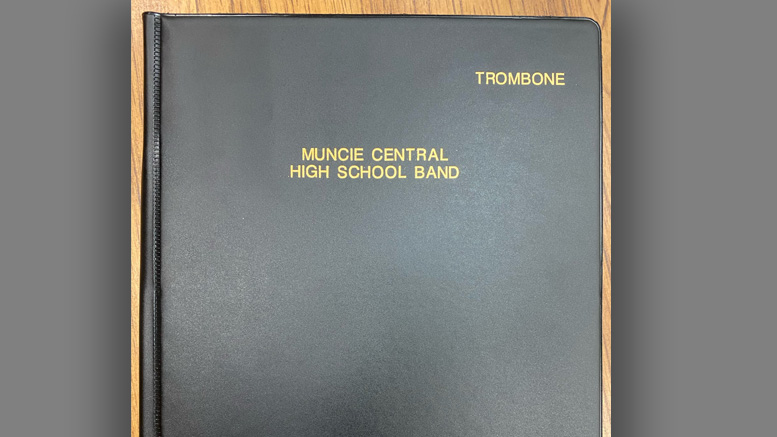 TROMBONE
MUNCIE CENTRAL
HIGH SCHOOL BAND